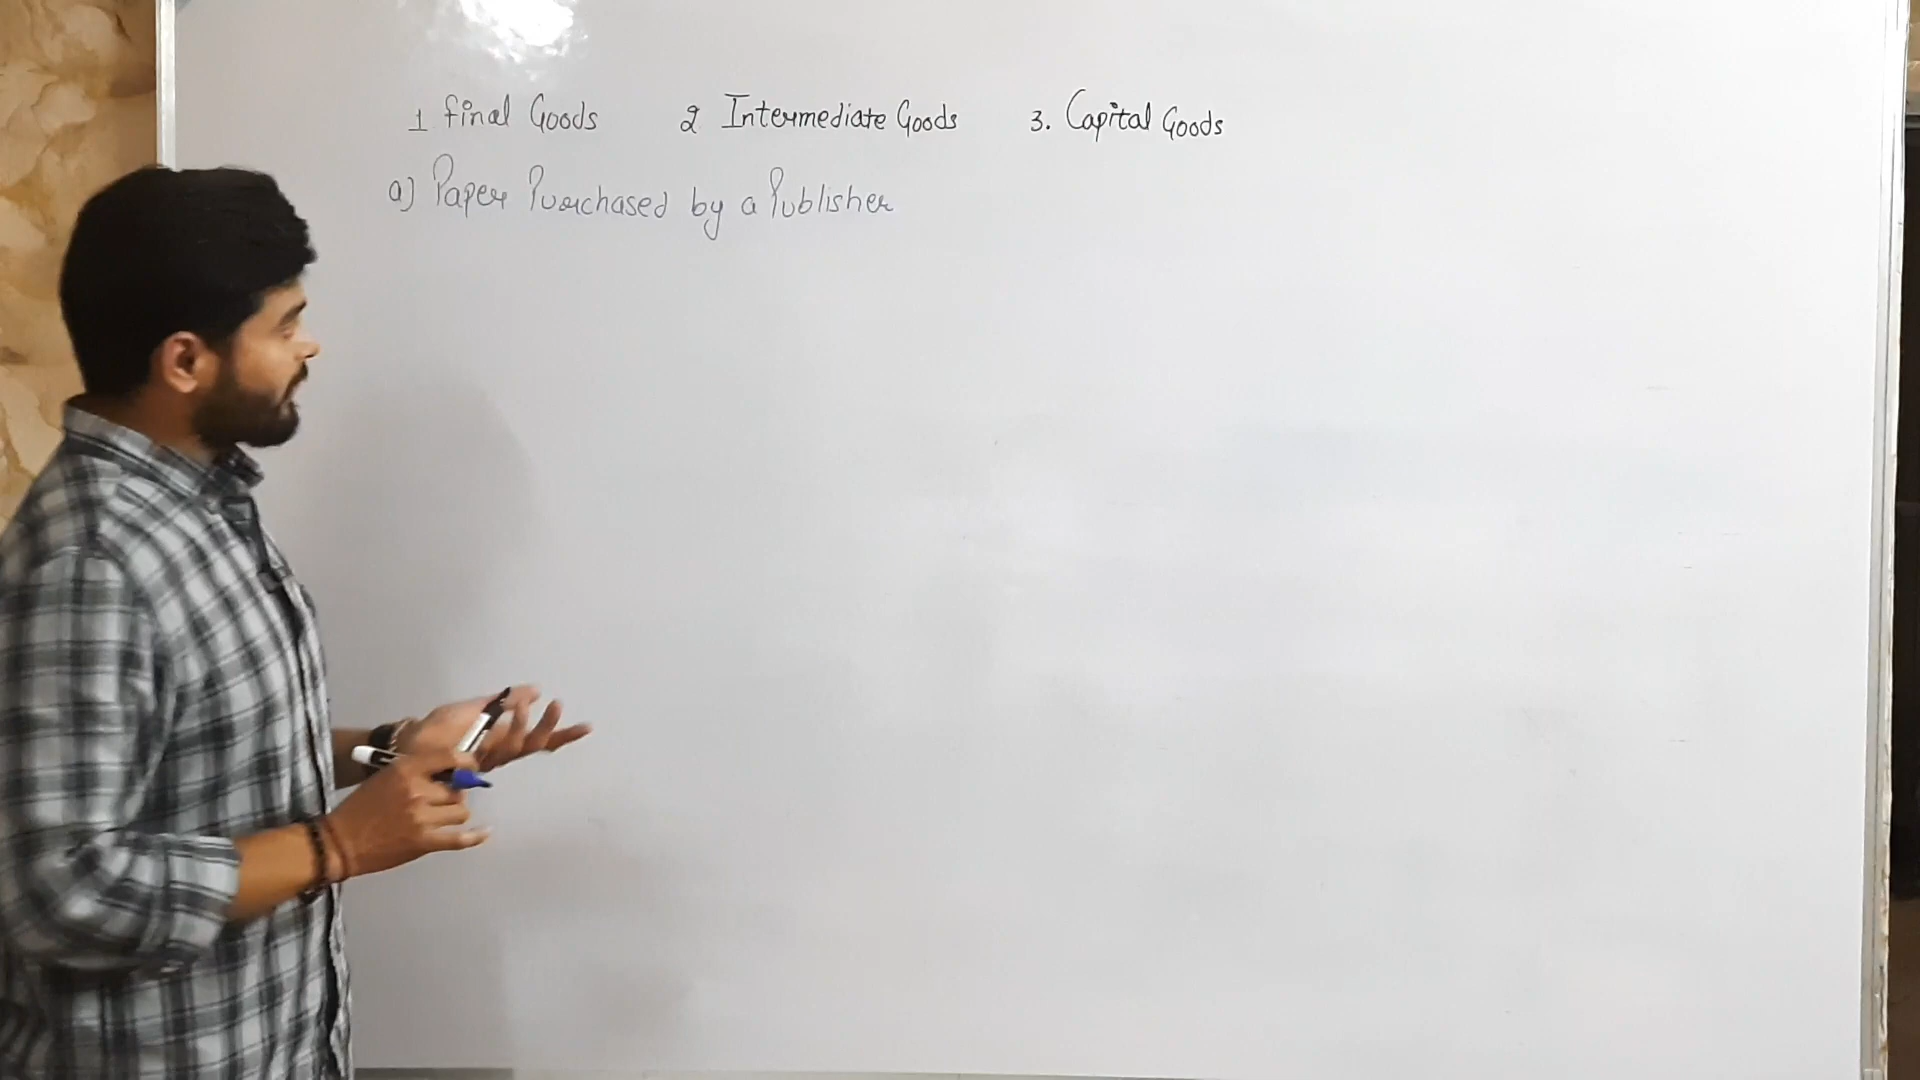 1 Final Goods 2 Intermediate Goods 3. Capital Goods
a) Paper Purchased by a Publisher